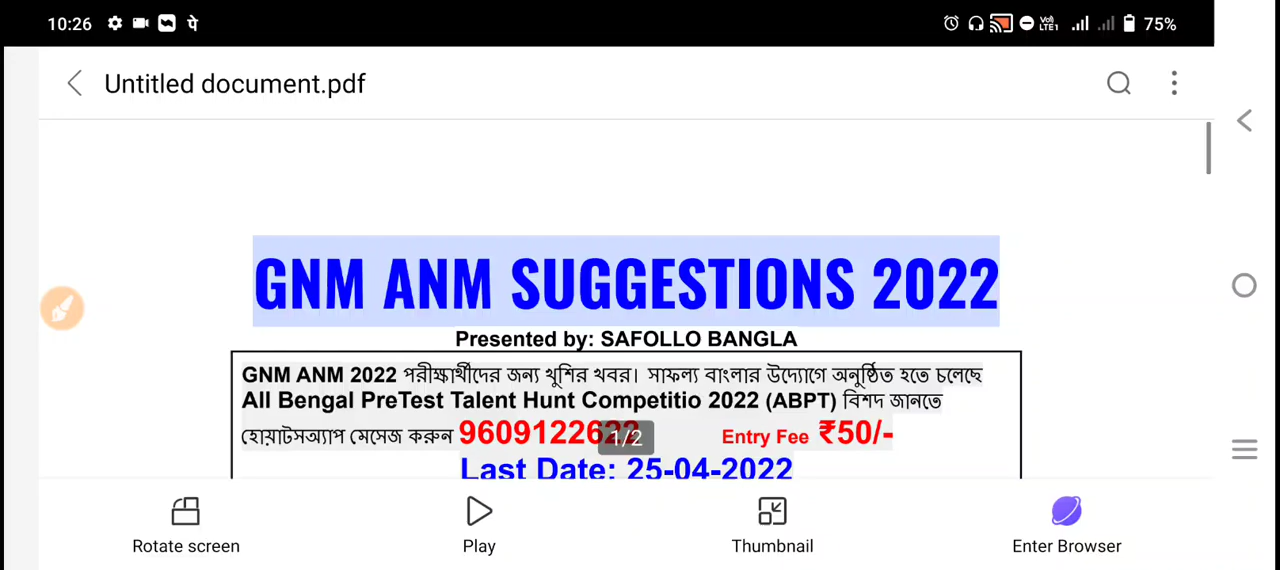 10:26 पे VoI LTE1 75%
Untitled document.pdf
GNM ANM SUGGESTIONS 2022
Presented by: SAFOLLO BANGLA
GNM ANM 2022 পরীক্ষার্থীদের জন্য খুশির খবর। সাফল্য বাংলার উদ্যোগে অনুষ্ঠিত হতে চলেছে
All Bengal PreTest Talent Hunt Competitio 2022 (ABPT) বিশদ জানতে
হোয়াটসঅ্যাপ মেসেজ করুন Entry Fee ₹50/-
1/2
Last Date: 25-04-2022
Rotate screen Play Thumbnail Enter Browser